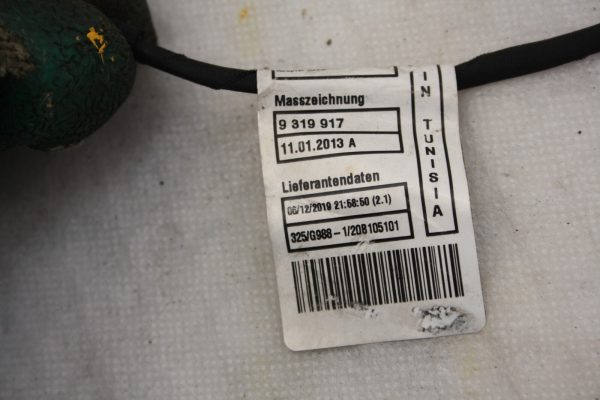 Masszeichnung
9 319 917
11.01.2013 A
Lieferantendaten
06/12/2019 21:58:50 (2.1)
325/G988-1/208105101
IN TUNISIA